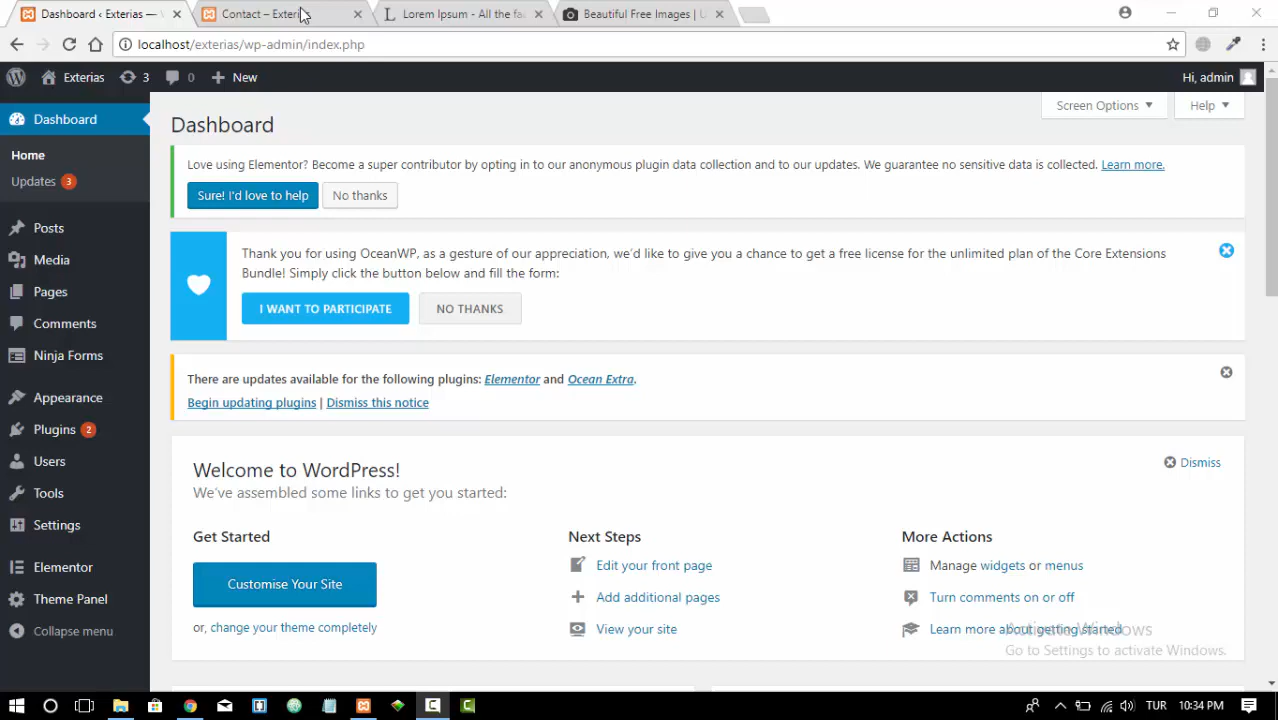 Dashboard ‹ Exterias —
Contact – Exterias
Lorem Ipsum - All the fac
Beautiful Free Images | U
localhost/exterias/wp-admin/index.php
Exterias 3 0 New Hi, admin
Screen Options Help
Dashboard
Home
Updates 3
Posts
Media
Pages
Comments
Ninja Forms
Appearance
Plugins 2
Users
Tools
Settings
Elementor
Theme Panel
Collapse menu
Dashboard
Love using Elementor? Become a super contributor by opting in to our anonymous plugin data collection and to our updates. We guarantee no sensitive data is collected. Learn more.
Sure! I'd love to help No thanks
Thank you for using OceanWP, as a gesture of our appreciation, we'd like to give you a chance to get a free license for the unlimited plan of the Core Extensions
Bundle! Simply click the button below and fill the form:
I WANT TO PARTICIPATE NO THANKS
There are updates available for the following plugins: Elementor and Ocean Extra.
Begin updating plugins | Dismiss this notice
Welcome to WordPress!
Dismiss
We've assembled some links to get you started:
Get Started
Customise Your Site
or, change your theme completely
Next Steps
Edit your front page
Add additional pages
View your site
More Actions
Manage widgets or menus
Turn comments on or off
Learn more about getting started
Activate Windows
Go to Settings to activate Windows.
TUR 10:34 PM